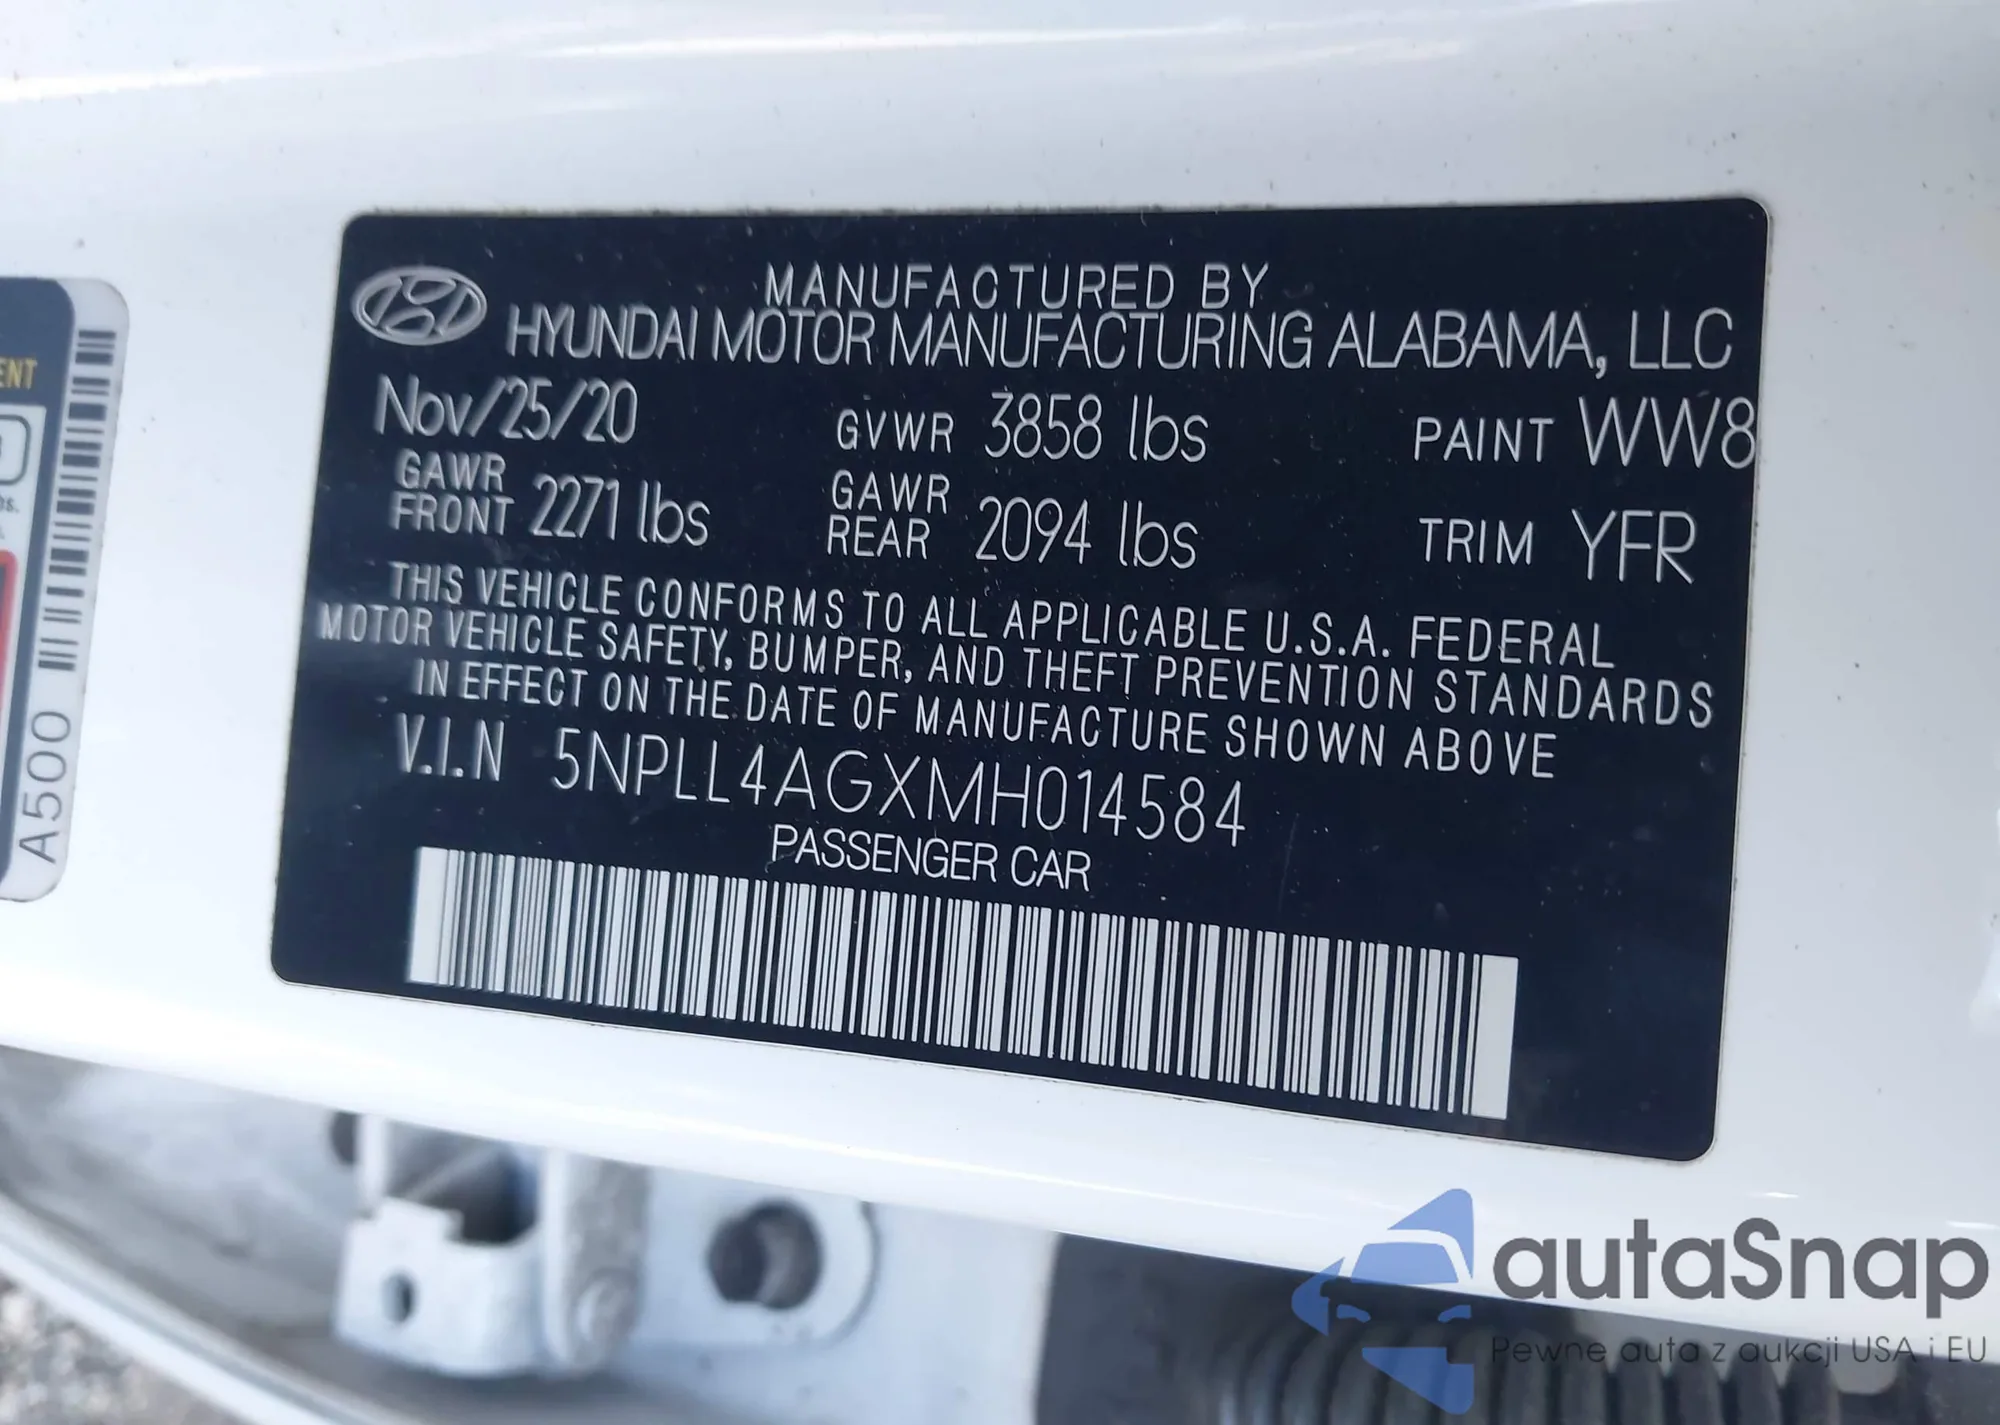 MANUFACTURED BY
HYUNDAI MOTOR MANUFACTURING ALABAMA, LLC
Nov/25/20 GVWR 3858 lbs PAINT WW8
GAWR FRONT 2271 lbs GAWR REAR 2094 lbs TRIM YFR
THIS VEHICLE CONFORMS TO ALL APPLICABLE U.S.A. FEDERAL
MOTOR VEHICLE SAFETY, BUMPER, AND THEFT PREVENTION STANDARDS
IN EFFECT ON THE DATE OF MANUFACTURE SHOWN ABOVE
V.I.N 5NPLL4AGXMH014584
PASSENGER CAR
A500
autaSnap
Pewne auta z aukcji USA i EU